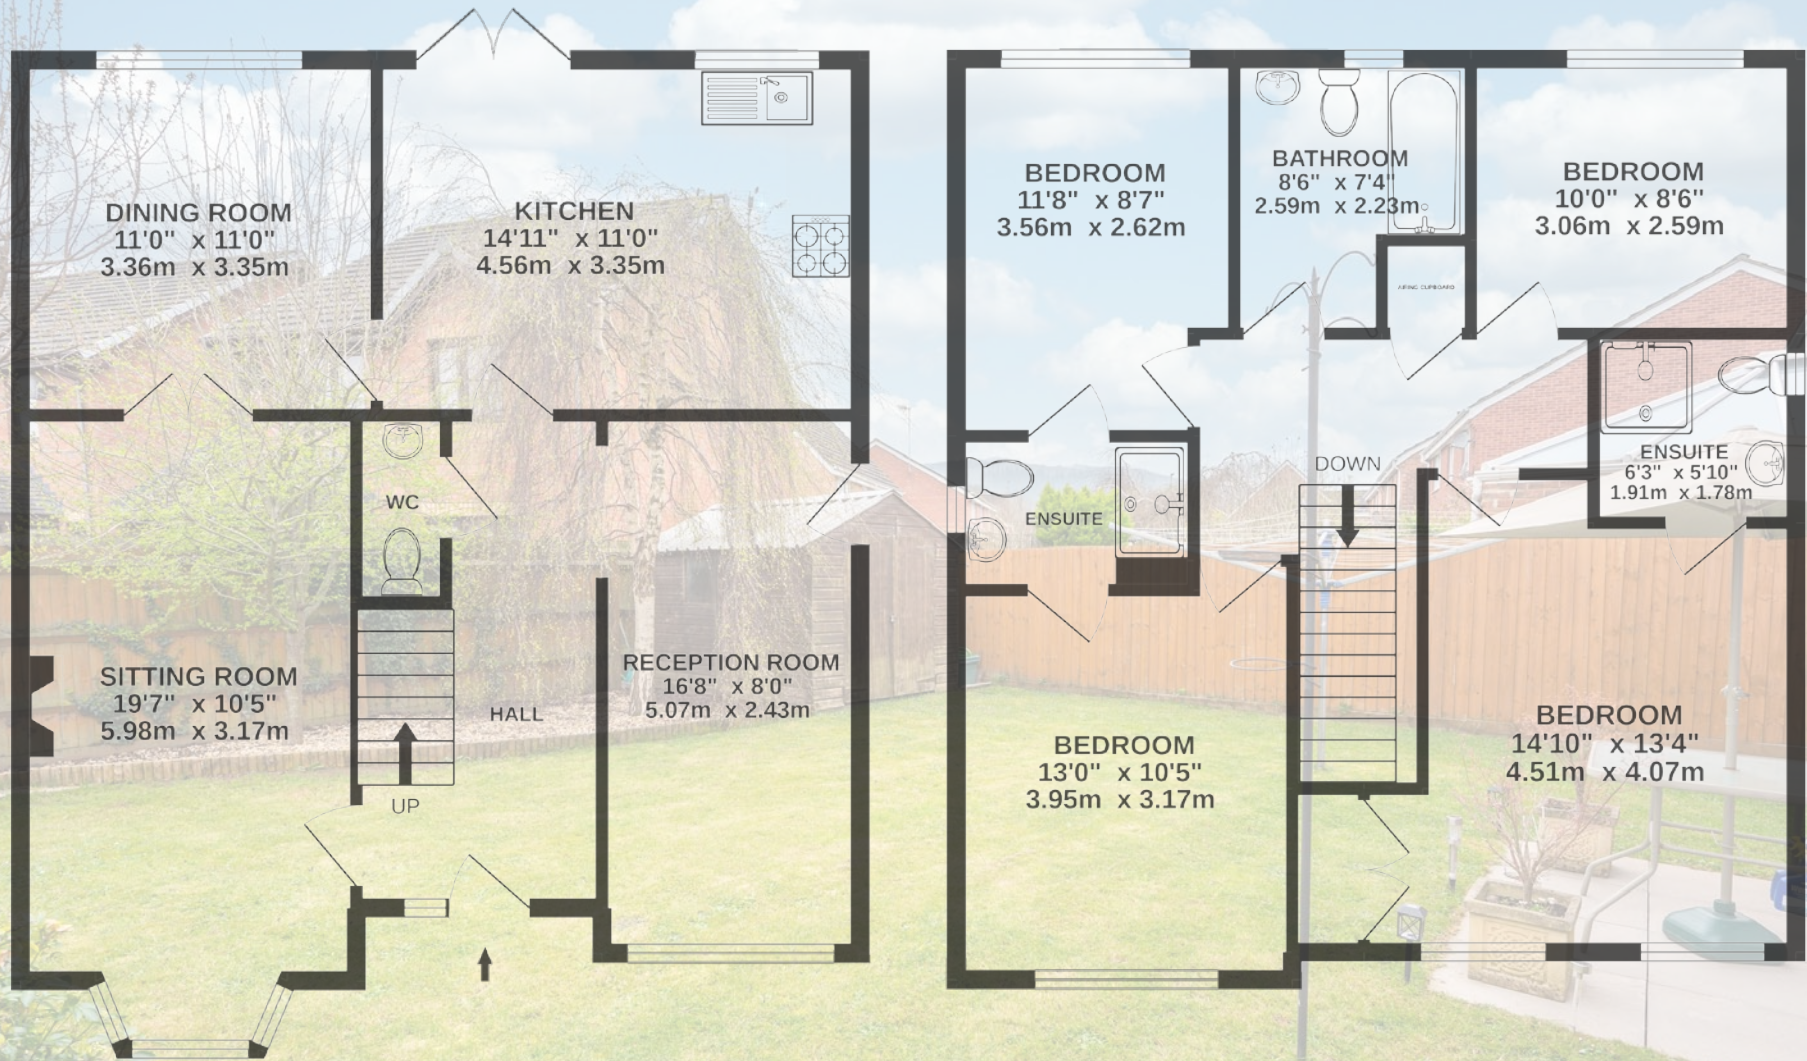 DINING ROOM
11'0" x 11'0"
3.36m x 3.35m
KITCHEN
14'11" x 11'0"
4.56m x 3.35m
WC
SITTING ROOM
19'7" x 10'5"
5.98m x 3.17m
HALL
UP
RECEPTION ROOM
16'8" x 8'0"
5.07m x 2.43m
BEDROOM
11'8" x 8'7"
3.56m x 2.62m
BATHROOM
8'6" x 7'4"
2.59m x 2.23m
BEDROOM
10'0" x 8'6"
3.06m x 2.59m
AIRING CUPBOARD
ENSUITE
DOWN
ENSUITE
6'3" x 5'10"
1.91m x 1.78m
BEDROOM
13'0" x 10'5"
3.95m x 3.17m
BEDROOM
14'10" x 13'4"
4.51m x 4.07m